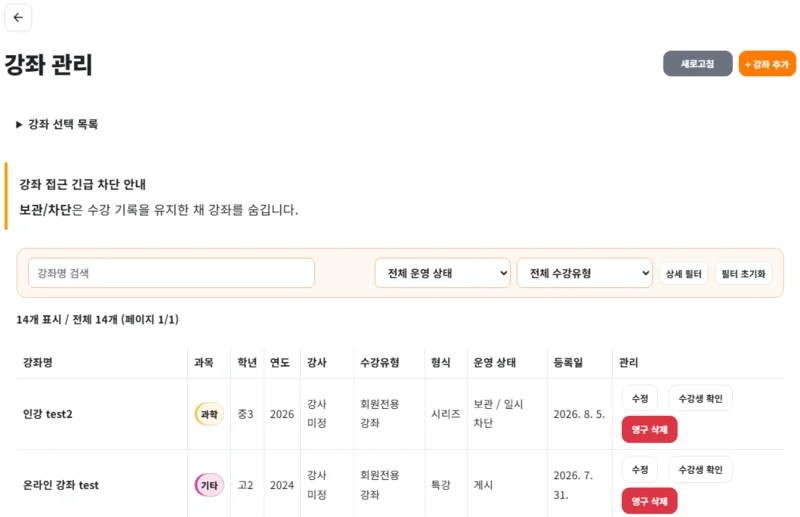 ←
강좌 관리
새로고침
+ 강좌 추가
▶ 강좌 선택 목록
강좌 접근 긴급 차단 안내
보관/차단은 수강 기록을 유지한 채 강좌를 숨깁니다.
강좌명 검색
전체 운영 상태
전체 수강유형
상세 필터
필터 초기화
14개 표시 / 전체 14개 (페이지 1/1)
강좌명 과목 학년 연도 강사 수강유형 형식 운영 상태 등록일 관리
인강 test2 과학 중3 2026 강사 미정 회원전용 강좌 시리즈 보관 / 일시 차단 2026. 8. 5. 수정 수강생 확인 영구 삭제
온라인 강좌 test 기타 고2 2024 강사 미정 회원전용 강좌 특강 게시 2026. 7. 31. 수정 수강생 확인 영구 삭제